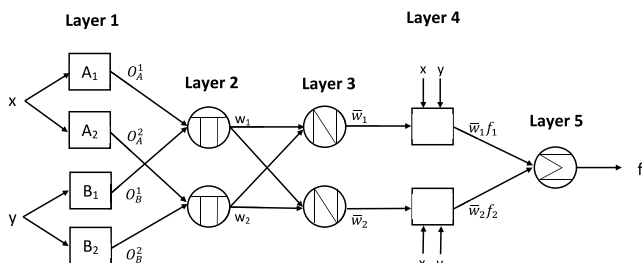 Layer 1
Layer 2
Layer 3
Layer 4
Layer 5
x
y
A₁
A₂
B₁
B₂
O_A^1
O_A^2
O_B^1
O_B^2
Π
Π
w₁
w₂
N
N
w̅₁
w̅₂
x y
x y
w̅₁f₁
w̅₂f₂
Σ
f